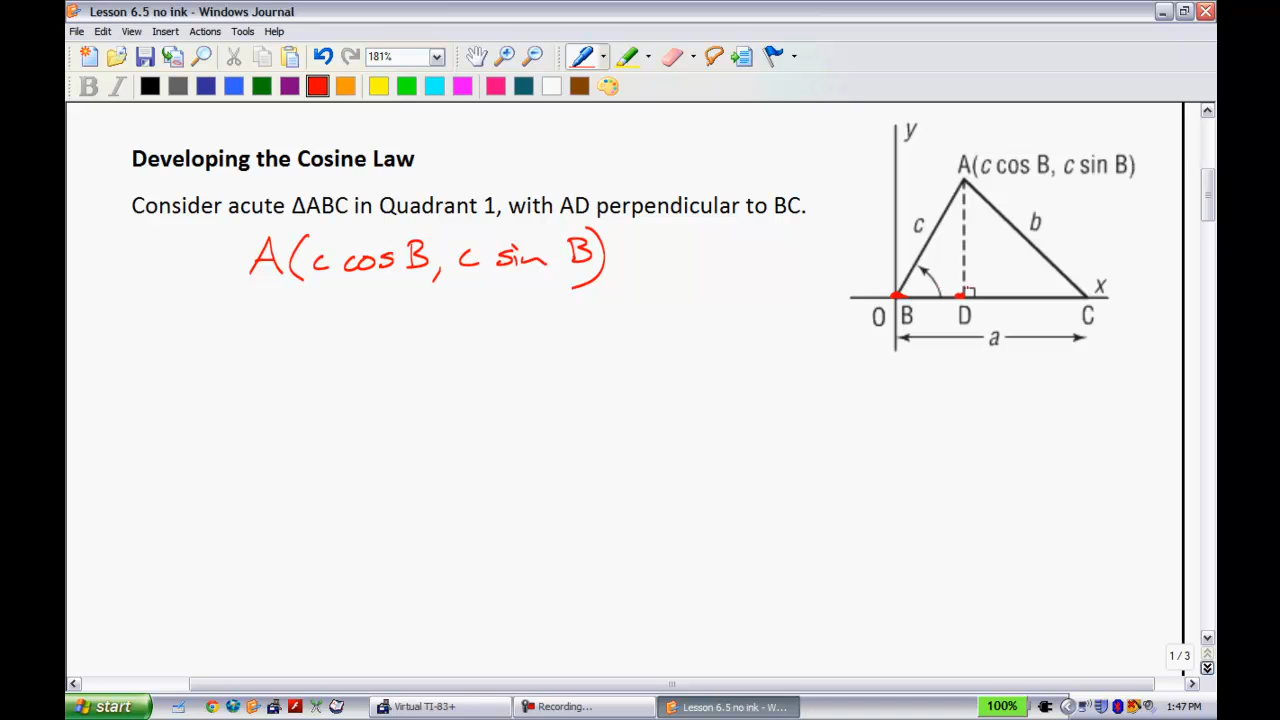 Lesson 6.5 no ink - Windows Journal
File Edit View Insert Actions Tools Help
181%
B I
Developing the Cosine Law
Consider acute ΔABC in Quadrant 1, with AD perpendicular to BC.
A(c cos B, c sin B)
y
A(c cos B, c sin B)
c
b
x
O B D C
a
1/3
start
Virtual TI-83+
Recording...
Lesson 6.5 no ink - W...
100%
1:47 PM